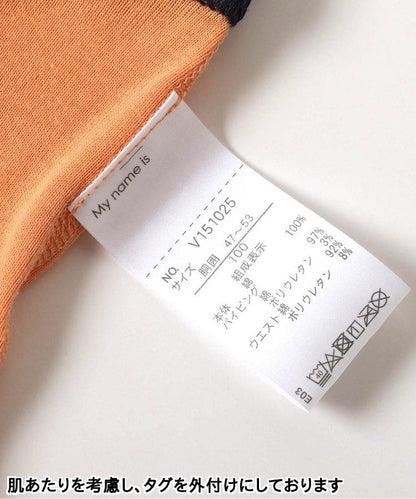 My name is
NO. V151025
サイズ 胴囲 47～53
100
組成表示
本体 綿 100%
パイピング 綿 97%
ポリウレタン 3%
ウエスト 綿 92%
ポリウレタン 8%
40
E03
肌あたりを考慮し、タグを外付けにしております